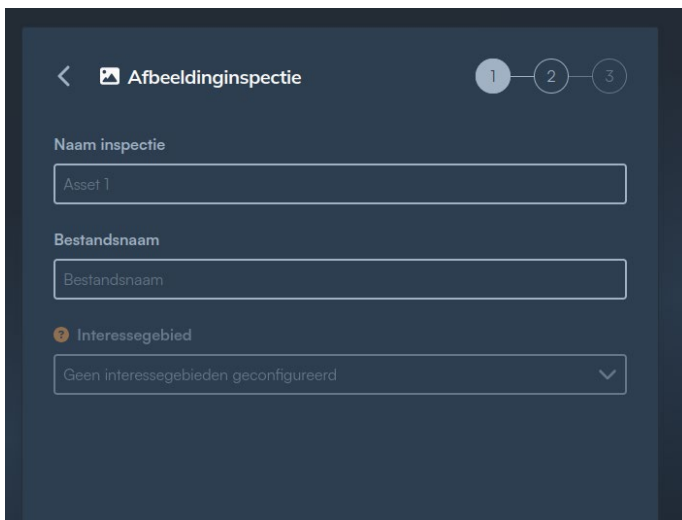 Afbeeldinginspectie
1 2 3
Naam inspectie
Asset 1
Bestandsnaam
Bestandsnaam
? Interessegebied
Geen interessegebieden geconfigureerd